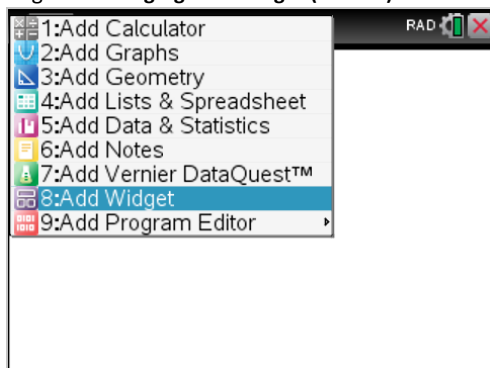 RAD
1:Add Calculator
2:Add Graphs
3:Add Geometry
4:Add Lists & Spreadsheet
5:Add Data & Statistics
6:Add Notes
7:Add Vernier DataQuest™
8:Add Widget
9:Add Program Editor